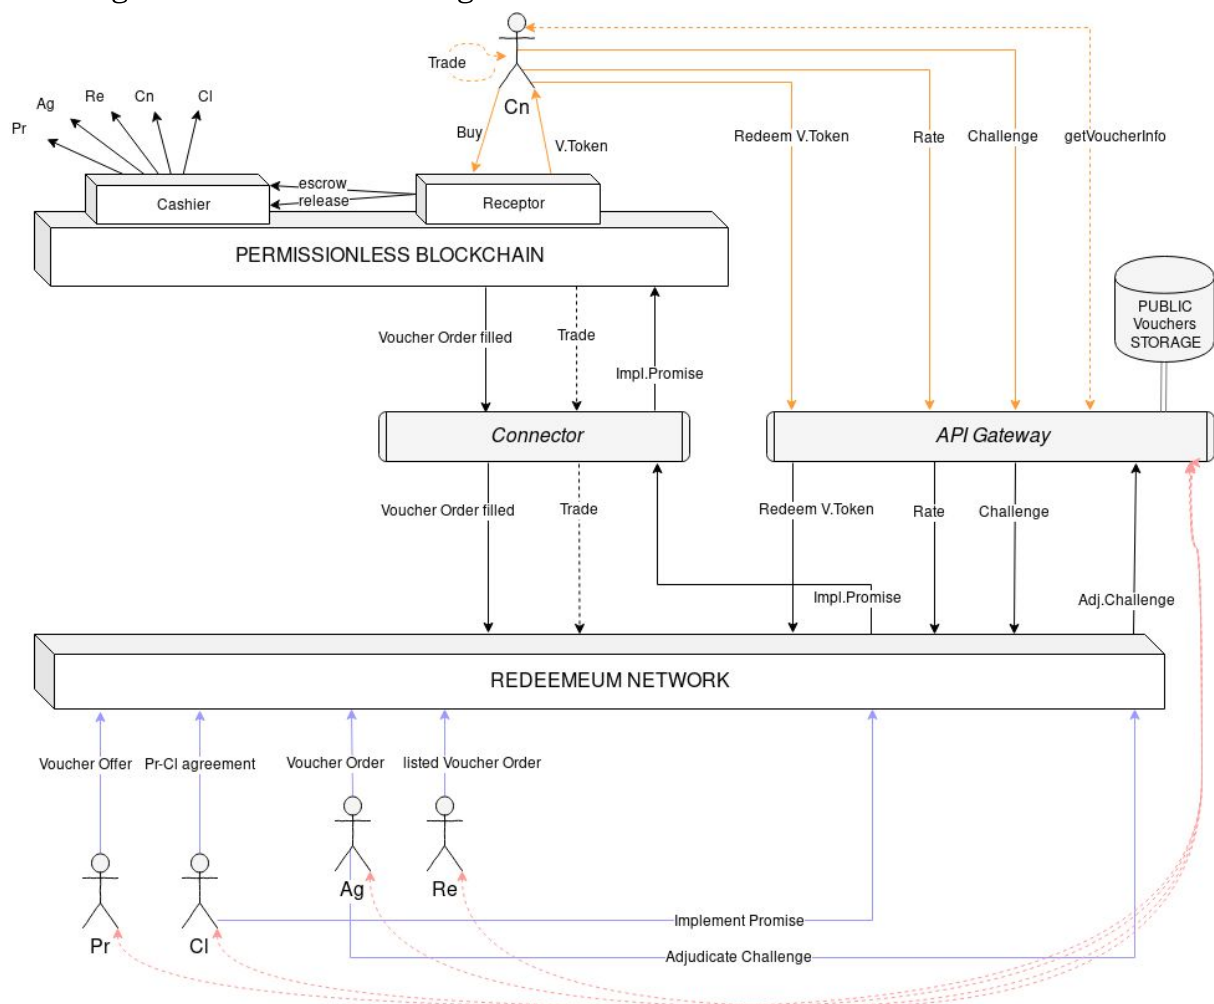 Trade
Cn
Ag
Re
Cn
Cl
Pr
Buy
V.Token
Redeem V.Token
Rate
Challenge
getVoucherInfo
escrow
release
Cashier
Receptor
PERMISSIONLESS BLOCKCHAIN
PUBLIC
Vouchers
STORAGE
Voucher Order filled
Trade
Impl.Promise
Connector
API Gateway
Voucher Order filled
Trade
Redeem V.Token
Rate
Challenge
Impl.Promise
Adj.Challenge
REDEEMEUM NETWORK
Voucher Offer
Pr-Cl agreement
Voucher Order
listed Voucher Order
Ag
Re
Pr
Cl
Implement Promise
Adjudicate Challenge